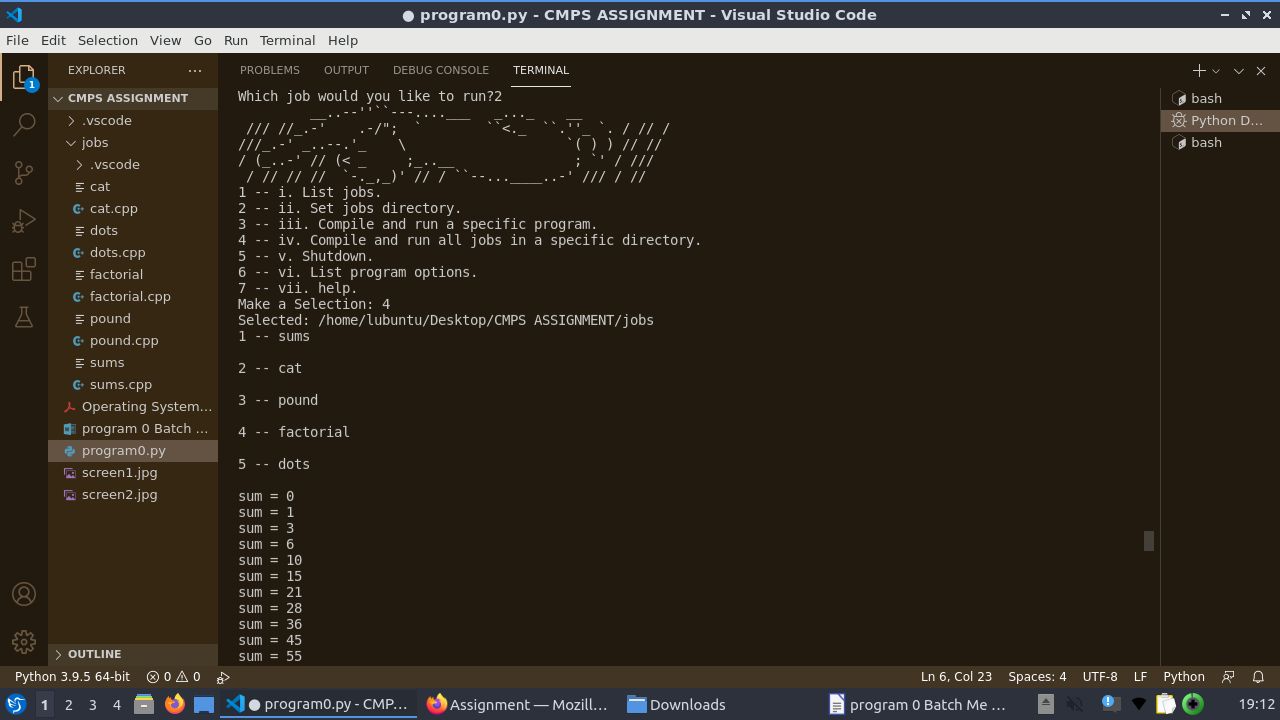 ● program0.py - CMPS ASSIGNMENT - Visual Studio Code
File Edit Selection View Go Run Terminal Help
EXPLORER
CMPS ASSIGNMENT
.vscode
jobs
.vscode
cat
cat.cpp
dots
dots.cpp
factorial
factorial.cpp
pound
pound.cpp
sums
sums.cpp
Operating System...
program 0 Batch ...
program0.py
screen1.jpg
screen2.jpg
OUTLINE
1
PROBLEMS OUTPUT DEBUG CONSOLE TERMINAL
Which job would you like to run?2
         __..--''``---....___   _..._    __
 /// //_.-'    .-/";  `        ``<._  ``.''_ `. / // /
///_.-' _..--.'_    \                    `( ) ) // //
/ (_..-' // (< _     ;_..__               ; `' / ///
 / // // //  `-._,_)' // / ``--...____..-' /// / //
1 -- i. List jobs.
2 -- ii. Set jobs directory.
3 -- iii. Compile and run a specific program.
4 -- iv. Compile and run all jobs in a specific directory.
5 -- v. Shutdown.
6 -- vi. List program options.
7 -- vii. help.
Make a Selection: 4
Selected: /home/lubuntu/Desktop/CMPS ASSIGNMENT/jobs
1 -- sums
2 -- cat
3 -- pound
4 -- factorial
5 -- dots
sum = 0
sum = 1
sum = 3
sum = 6
sum = 10
sum = 15
sum = 21
sum = 28
sum = 36
sum = 45
sum = 55
bash
Python D...
bash
Python 3.9.5 64-bit 0 0 Ln 6, Col 23 Spaces: 4 UTF-8 LF Python
1 2 3 4 ● program0.py - CMP... Assignment — Mozill... Downloads program 0 Batch Me ... 19:12